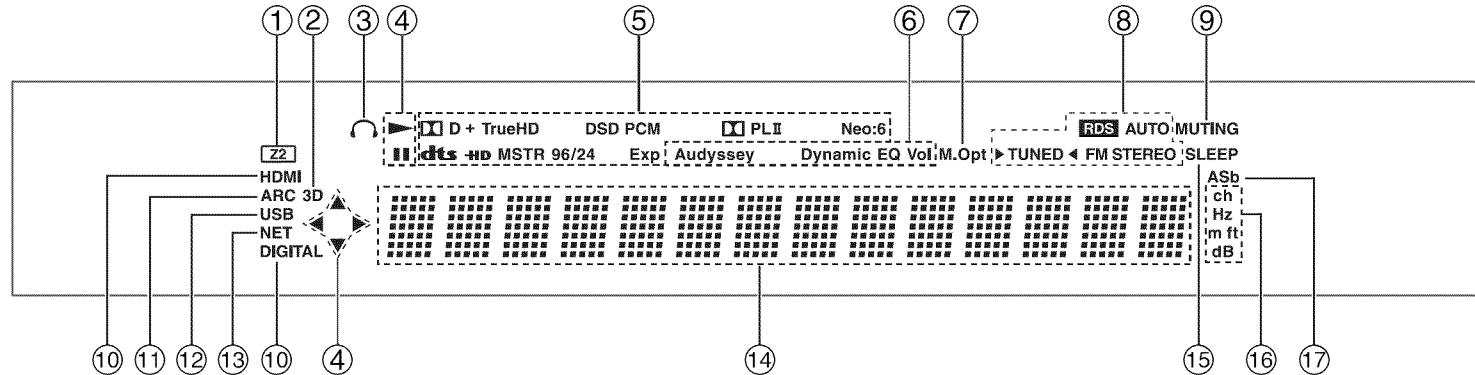 ① ② ③ ④ ⑤ ⑥ ⑦ ⑧ ⑨
D + TrueHD DSD PCM PL II Neo:6 RDS AUTO MUTING
Z2 dts -HD MSTR 96/24 Exp Audyssey Dynamic EQ Vol M.Opt TUNED FM STEREO SLEEP
HDMI ASb
ARC 3D ch
USB Hz
NET m ft
DIGITAL dB
⑩ ⑪ ⑫ ⑬ ⑩ ④ ⑭ ⑮ ⑯ ⑰